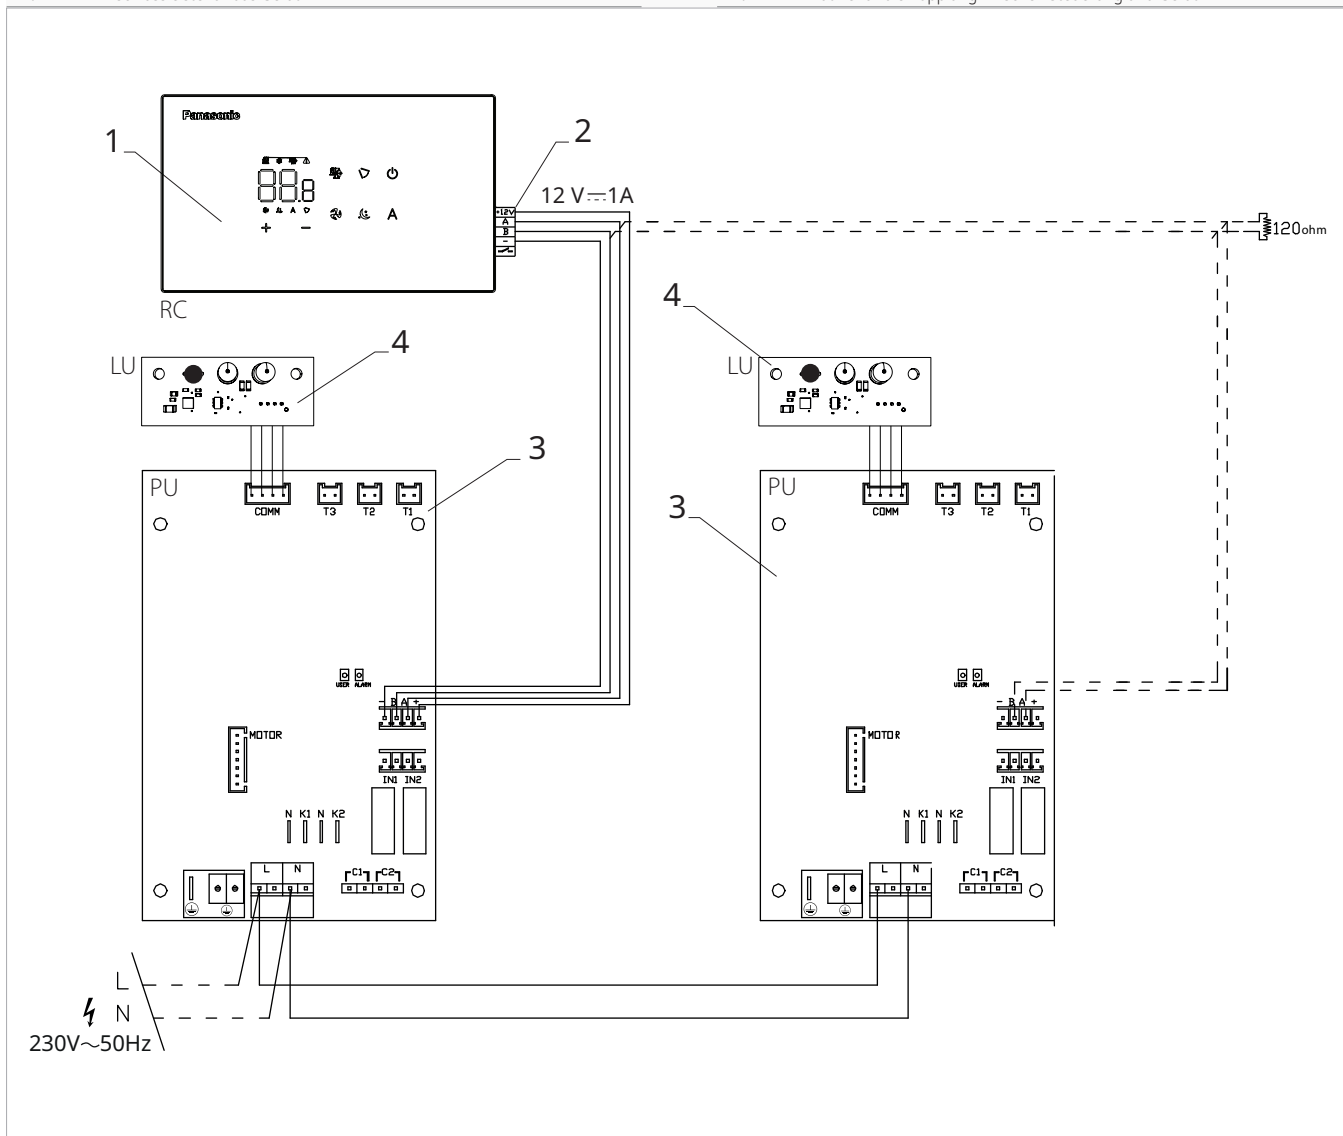 Panasonic
1
2
12 V⎓1A
+12V
A
B
-
+ -
A
120ohm
RC
4
4
LU
LU
3
3
PU
PU
COMM T3 T2 T1
COMM T3 T2 T1
USER ALARM
USER ALARM
- B A +
- B A +
MOTOR
MOTOR
IN1 IN2
IN1 IN2
N K1 N K2
N K1 N K2
L N
L N
C1 C2
C1 C2
L
N
230V~50Hz